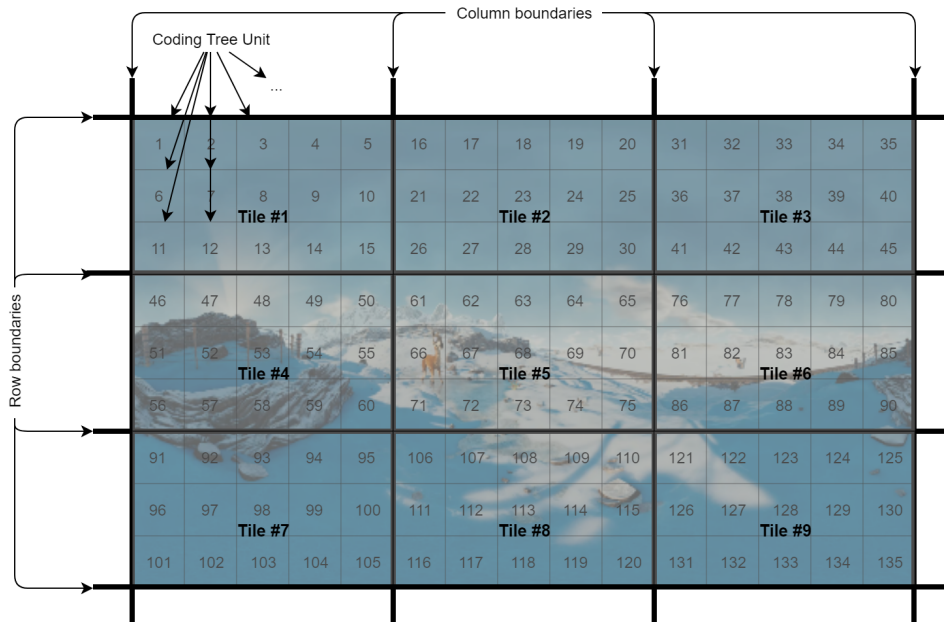 Column boundaries
Coding Tree Unit
...
Row boundaries
1 2 3 4 5 16 17 18 19 20 31 32 33 34 35
6 7 8 9 10 21 22 23 24 25 36 37 38 39 40
Tile #1 Tile #2 Tile #3
11 12 13 14 15 26 27 28 29 30 41 42 43 44 45
46 47 48 49 50 61 62 63 64 65 76 77 78 79 80
51 52 53 54 55 66 67 68 69 70 81 82 83 84 85
Tile #4 Tile #5 Tile #6
56 57 58 59 60 71 72 73 74 75 86 87 88 89 90
91 92 93 94 95 106 107 108 109 110 121 122 123 124 125
96 97 98 99 100 111 112 113 114 115 126 127 128 129 130
Tile #7 Tile #8 Tile #9
101 102 103 104 105 116 117 118 119 120 131 132 133 134 135